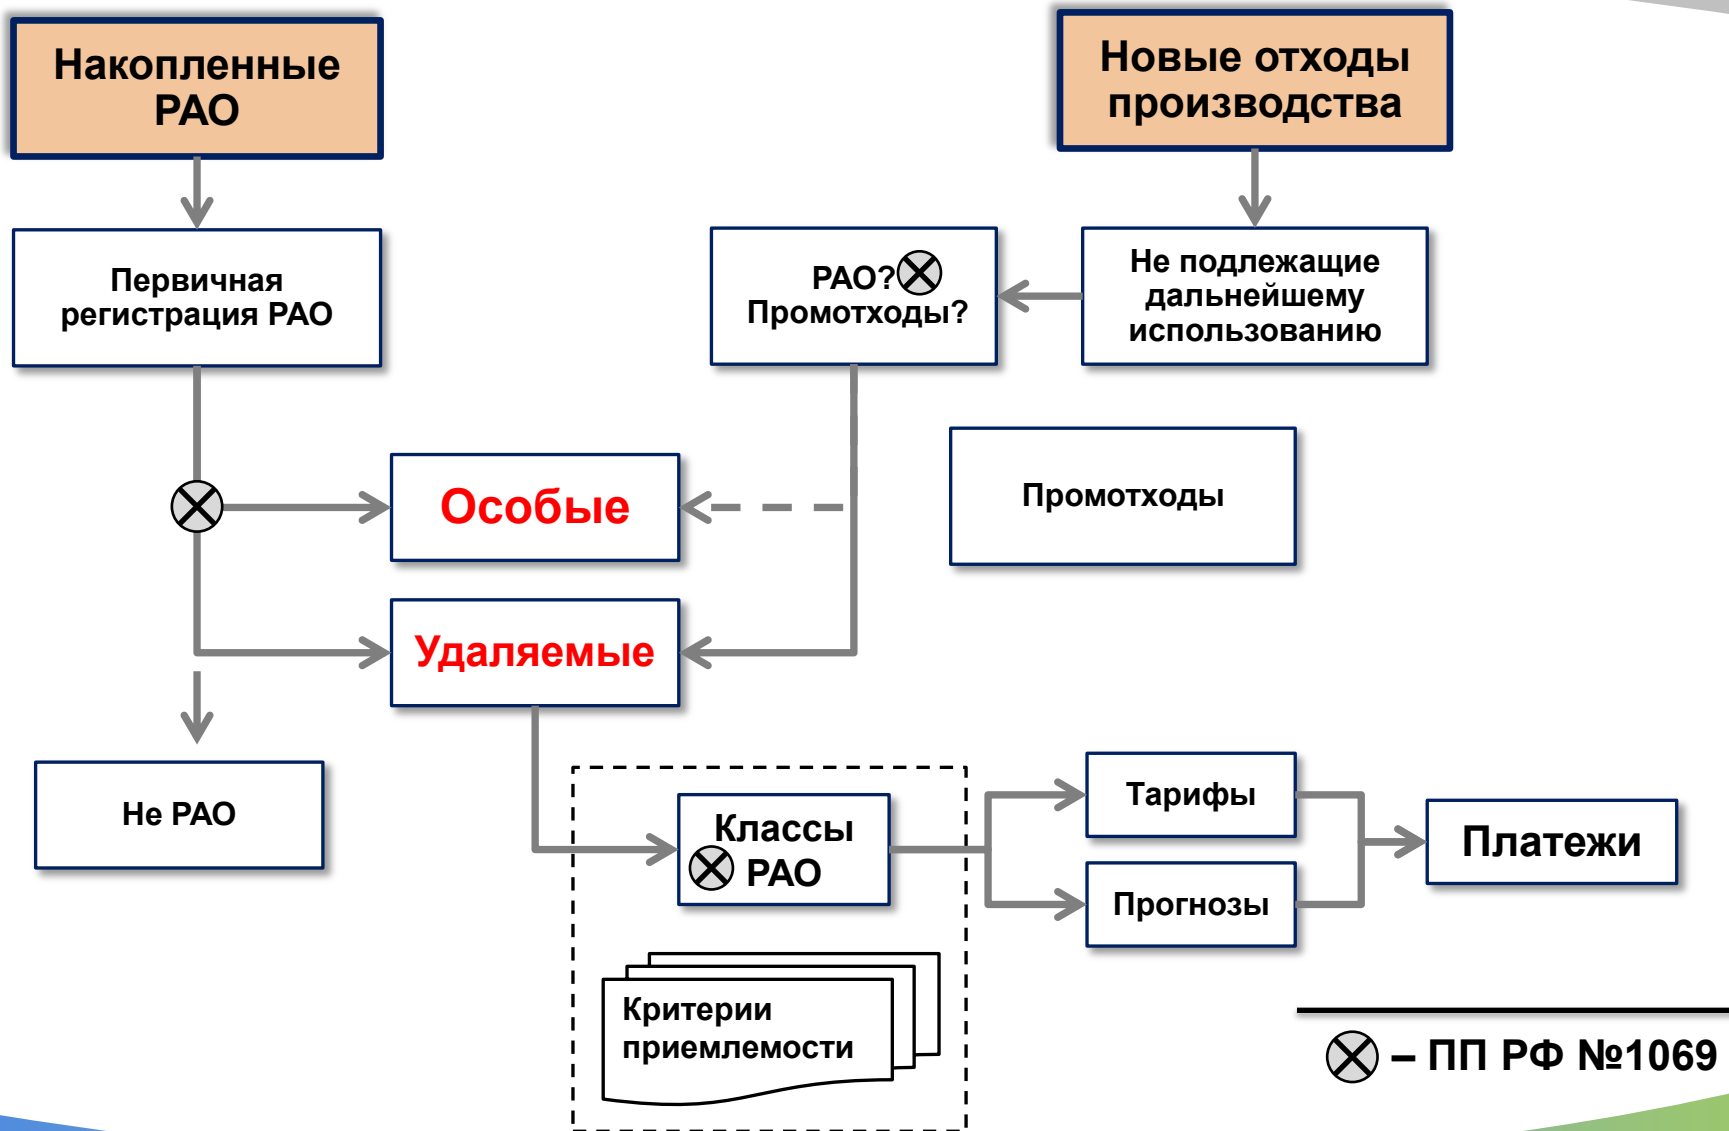 Накопленные
РАО
Новые отходы
производства
Первичная
регистрация РАО
РАО?
Промотходы?
Не подлежащие
дальнейшему
использованию
Особые
Промотходы
Удаляемые
Не РАО
Классы
РАО
Тарифы
Прогнозы
Платежи
Критерии
приемлемости
– ПП РФ №1069